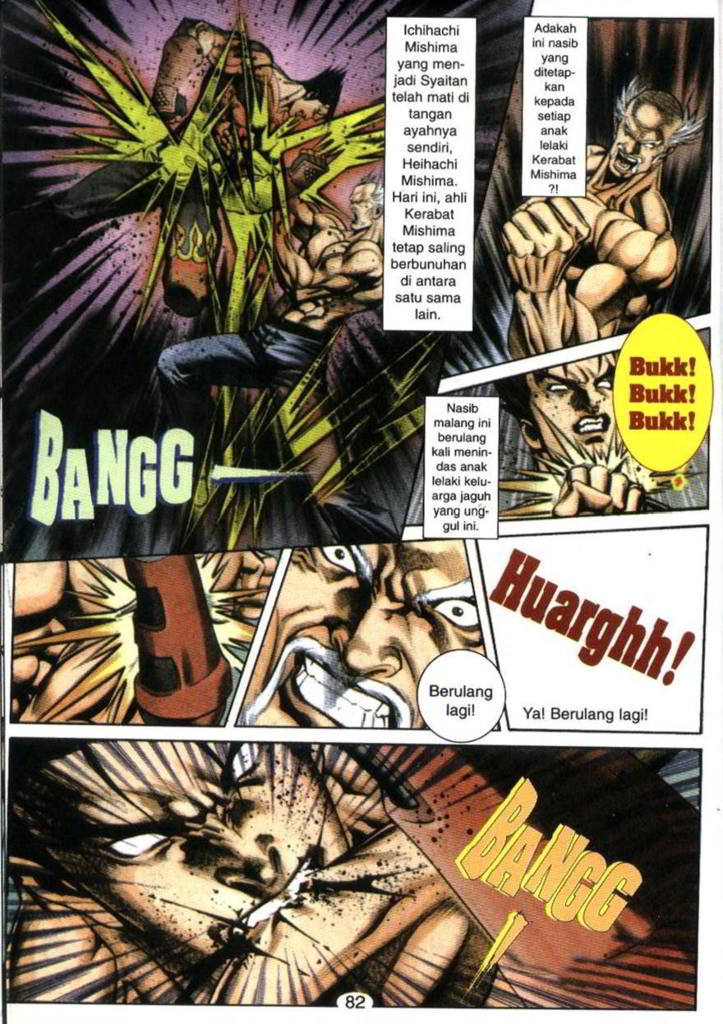 Ichihachi
Mishima
yang men-
jadi Syaitan
telah mati di
tangan
ayahnya
sendiri,
Heihachi
Mishima.
Hari ini, ahli
Kerabat
Mishima
tetap saling
berbunuhan
di antara
satu sama
lain.
Adakah
ini nasib
yang
ditetap-
kan
kepada
setiap
anak
lelaki
Kerabat
Mishima
?!
BANGG
Nasib
malang ini
berulang
kali menin-
das anak
lelaki kelu-
arga jaguh
yang ung-
gul ini.
Bukk!
Bukk!
Bukk!
Berulang
lagi!
Huarghh!
Ya! Berulang lagi!
BANGG
!
82